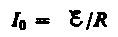 I₀ = ℰ/R